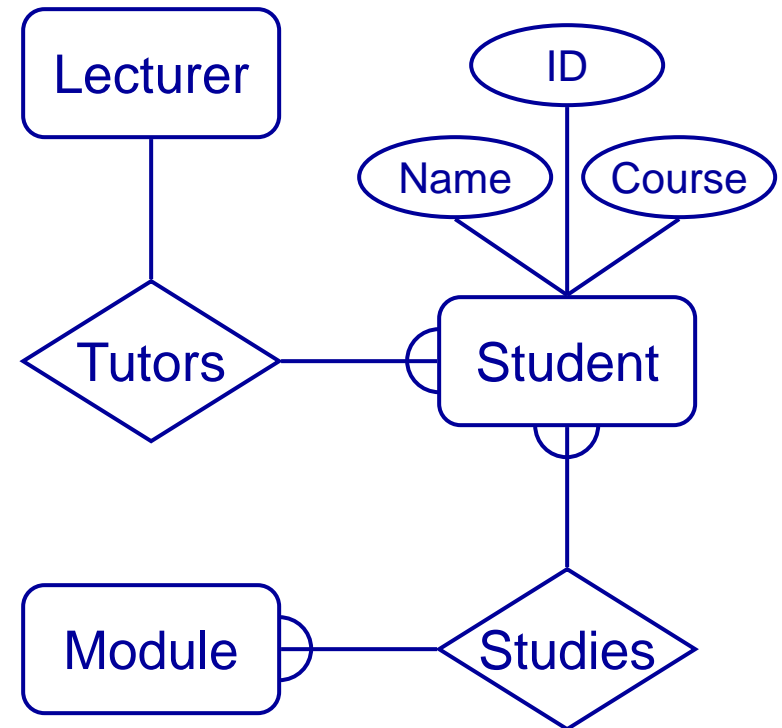 Lecturer
ID
Name
Course
Tutors
Student
Module
Studies